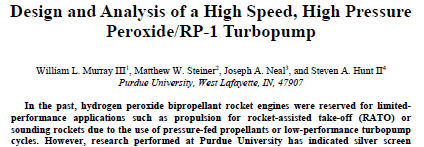 Design and Analysis of a High Speed, High Pressure
Peroxide/RP-1 Turbopump
William L. Murray III¹, Matthew W. Steiner², Joseph A. Neal³, and Steven A. Hunt II⁴
Purdue University, West Lafayette, IN, 47907
In the past, hydrogen peroxide bipropellant rocket engines were reserved for limited-
performance applications such as propulsion for rocket-assisted take-off (RATO) or
sounding rockets due to the use of pressure-fed propellants or low-performance turbopump
cycles. However, research performed at Purdue University has indicated silver screen